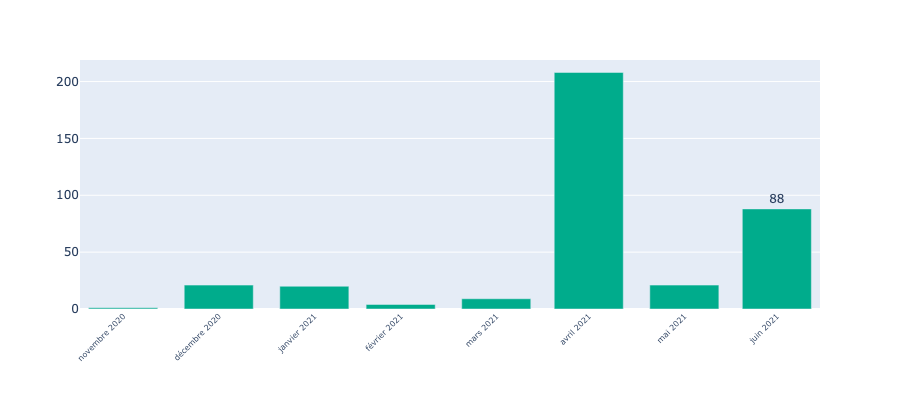 200
150
100
50
0
88
novembre 2020
décembre 2020
janvier 2021
février 2021
mars 2021
avril 2021
mai 2021
juin 2021